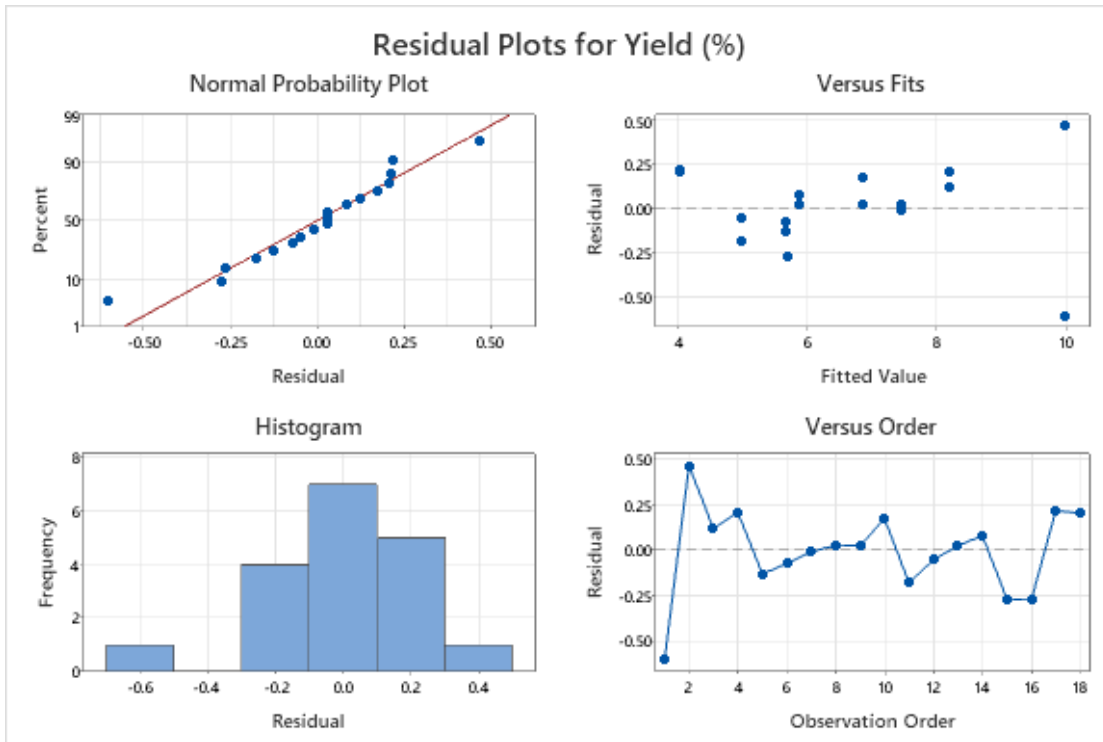 Residual Plots for Yield (%)
Normal Probability Plot
99
90
50
10
1
Percent
-0.50 -0.25 0.00 0.25 0.50
Residual
Versus Fits
0.50
0.25
0.00
-0.25
-0.50
Residual
4 6 8 10
Fitted Value
Histogram
8
6
4
2
0
Frequency
-0.6 -0.4 -0.2 0.0 0.2 0.4
Residual
Versus Order
0.50
0.25
0.00
-0.25
-0.50
Residual
2 4 6 8 10 12 14 16 18
Observation Order